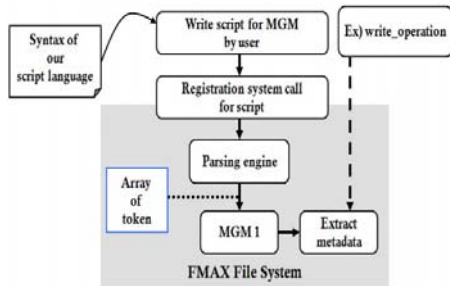 Syntax of
our
script language
Write script for MGM
by user
Ex) write_operation
Registration system call
for script
Parsing engine
Array
of
token
MGM 1
Extract
metadata
FMAX File System